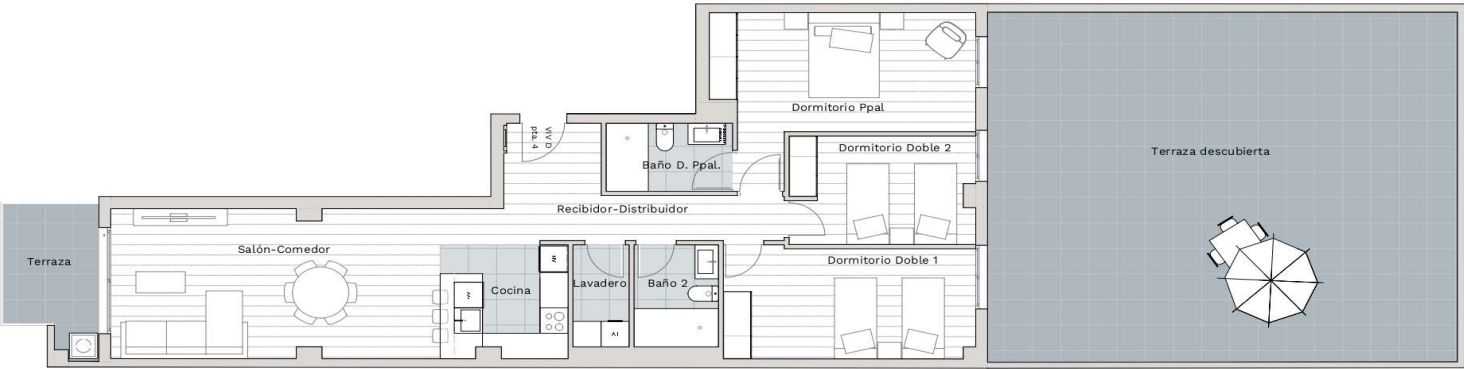 Dormitorio Ppal
VIV D
pta.4
Baño D. Ppal.
Dormitorio Doble 2
Terraza descubierta
Recibidor-Distribuidor
Salón-Comedor
Terraza
Dormitorio Doble 1
Cocina
Lavadero
Baño 2